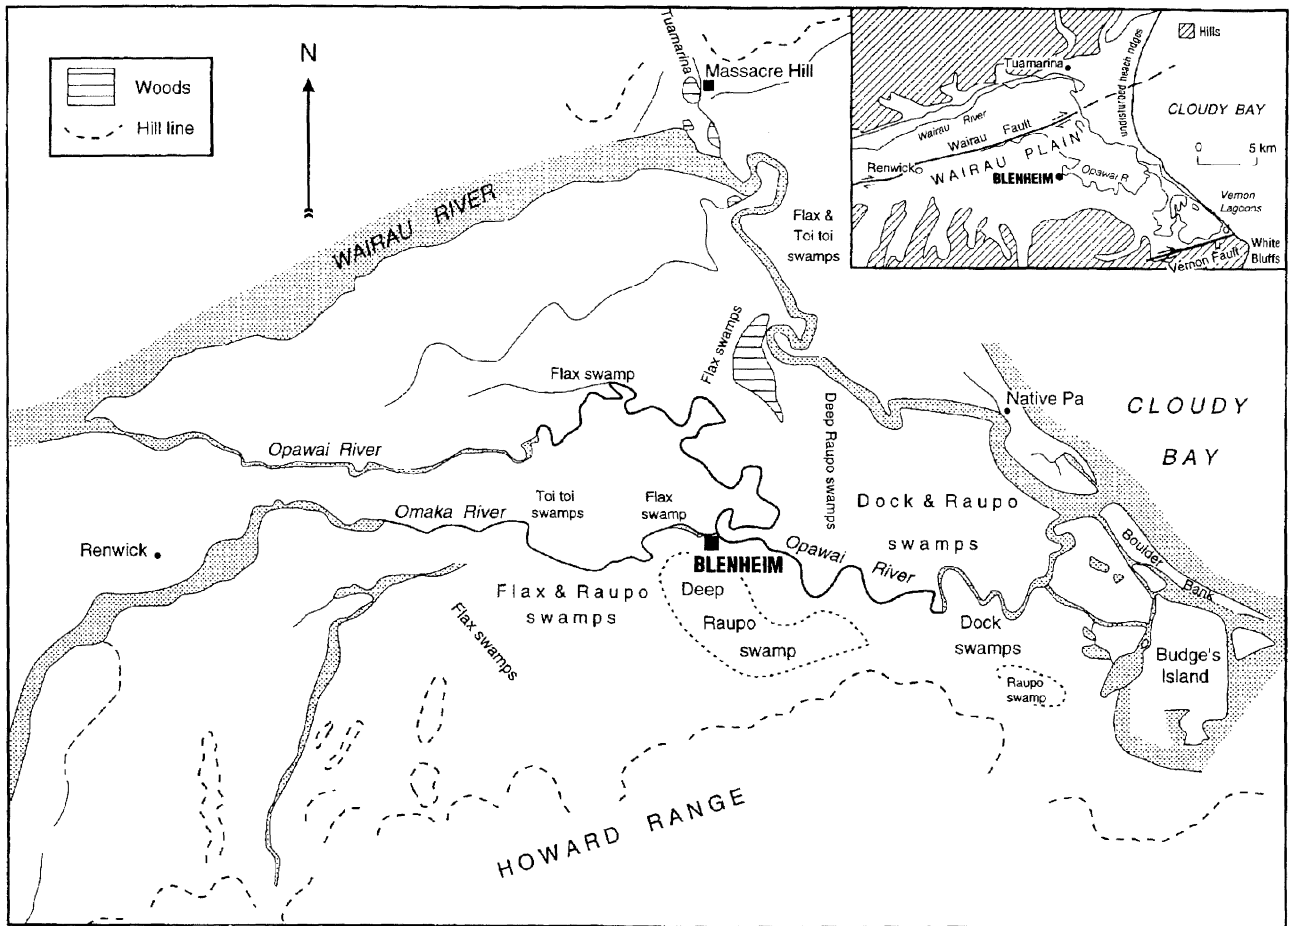 Woods
Hill line
N
Tuamarina
Massacre Hill
Hills
Tuamarina
undisturbed beach ridges
CLOUDY BAY
Wairau River
Wairau Fault
0 5 km
Renwick
WAIRAU PLAIN
BLENHEIM
Opawai R
Vernon
Lagoons
White
Bluffs
Vernon Fault
WAIRAU RIVER
Flax &
Toi toi
swamps
Flax swamps
Flax swamp
Native Pa
CLOUDY
BAY
Opawai River
Deep Raupo swamps
Toi toi
swamps
Flax
swamp
Dock & Raupo
swamps
Omaka River
Renwick
BLENHEIM
Opawai River
Boulder Bank
Flax & Raupo
swamps
Flax swamps
Deep
Raupo
swamp
Dock
swamps
Raupo
swamp
Budge's
Island
HOWARD RANGE